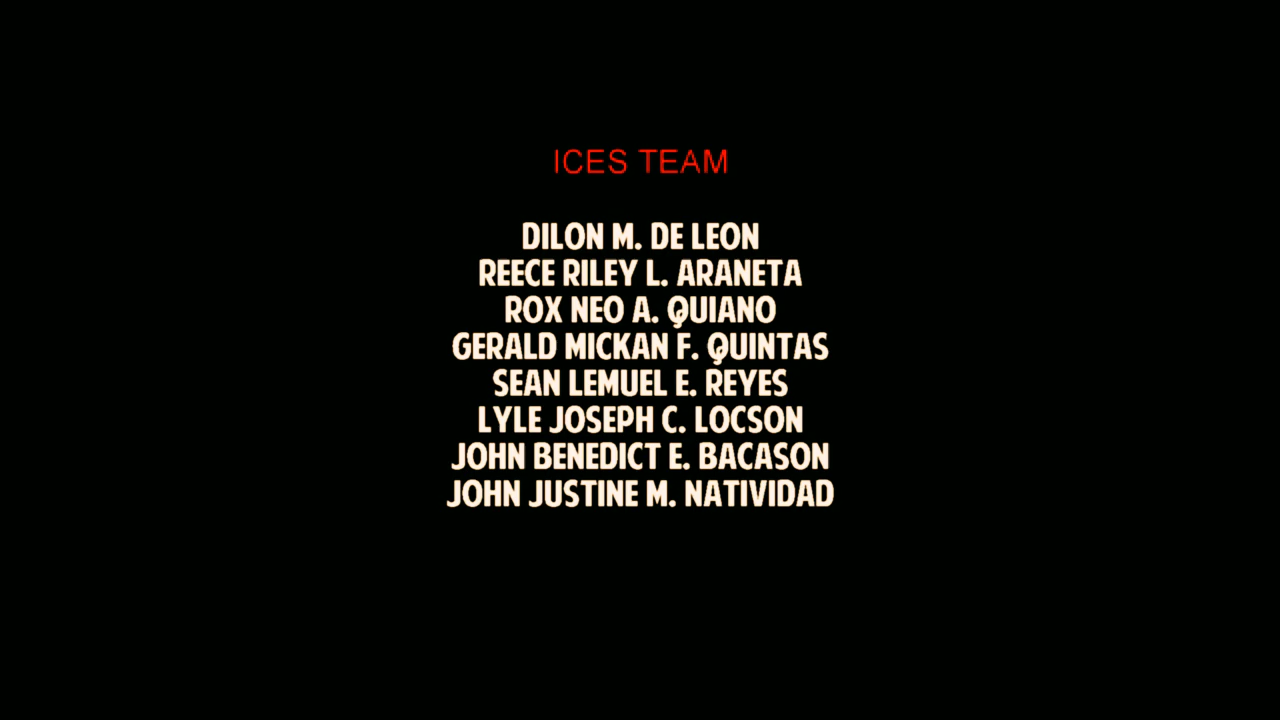 ICES TEAM
DILON M. DE LEON
REECE RILEY L. ARANETA
ROX NEO A. QUIANO
GERALD MICKAN F. QUINTAS
SEAN LEMUEL E. REYES
LYLE JOSEPH C. LOCSON
JOHN BENEDICT E. BACASON
JOHN JUSTINE M. NATIVIDAD